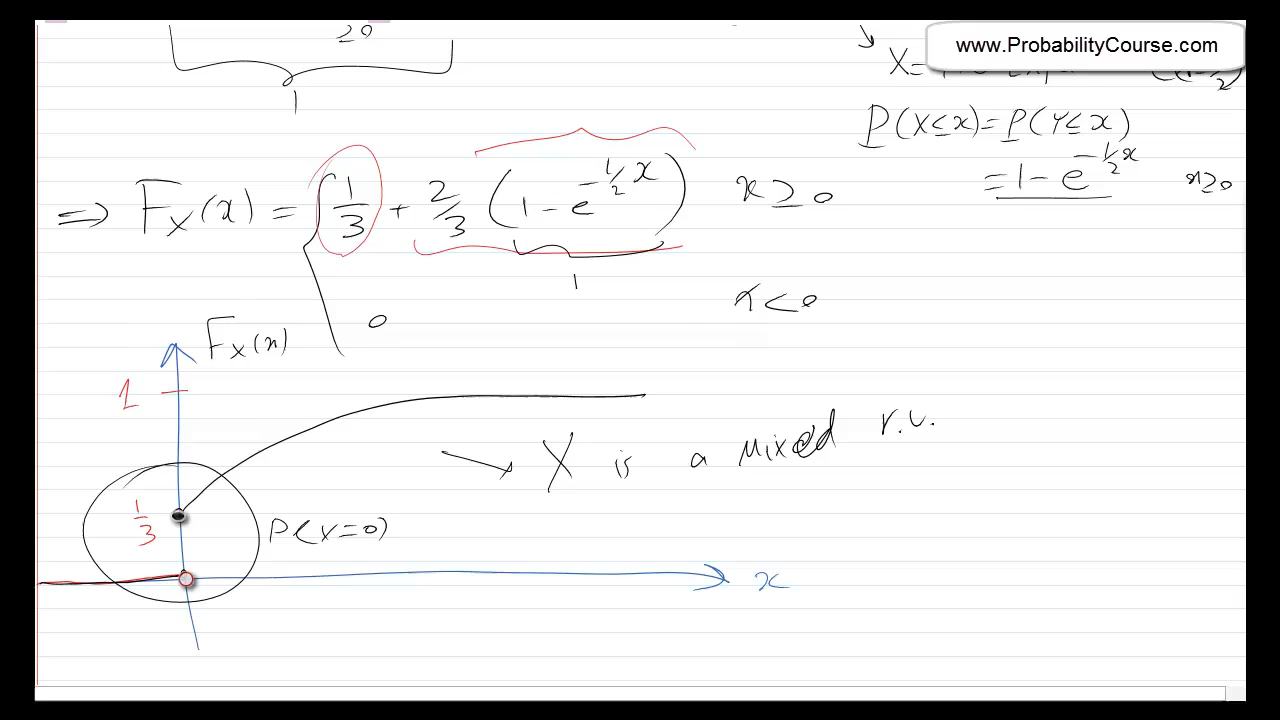 20
www.ProbabilityCourse.com
1
X=
P(X≤x)=P(Y≤x)
=1-e^{-1/2 x} x≥0
⇒ F_X(x) = { 1/3 + 2/3 (1-e^{-1/2 x}) x≥0
1
0 x<0
F_X(x)
1
→ X is a mixed r.v.
1/3
P(X=0)
x